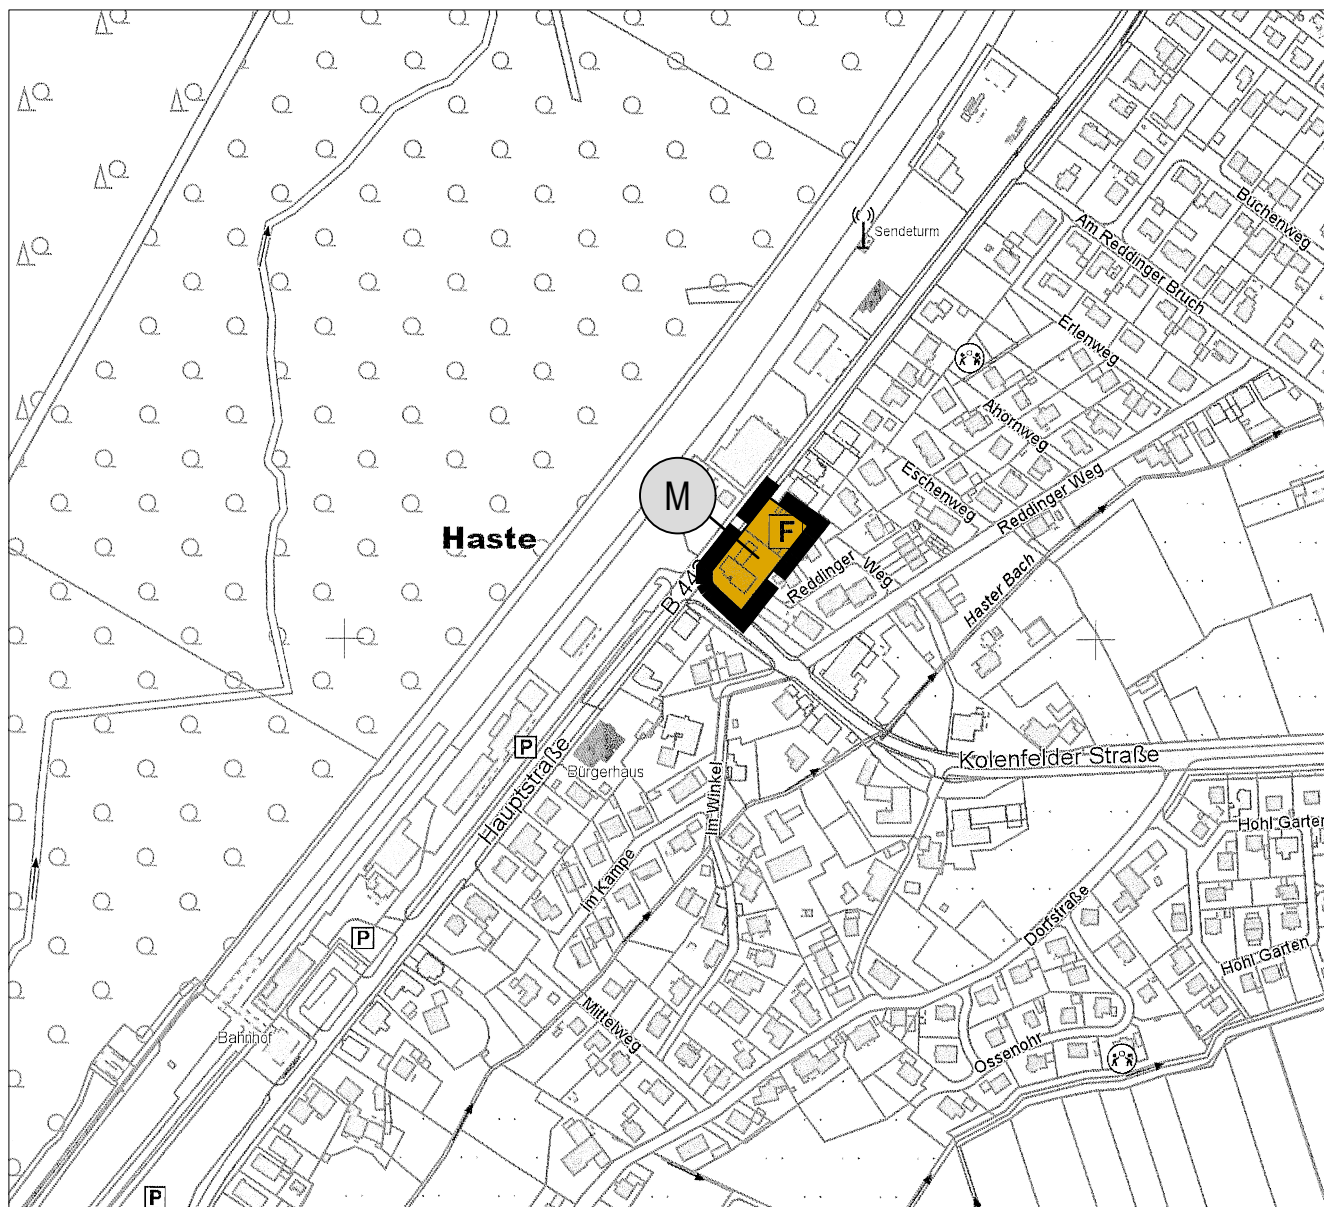 Sendeturm
Buchenweg
Am Reddinger Bruch
Erlenweg
Ahornweg
Eschenweg
Reddinger Weg
M
F
Haste
Reddinger
Weg
Haster Bach
B 442
Kolenfelder Straße
P
Hauptstraße
Bürgerhaus
Im Winkel
Hohl Garten
Im Kampe
Dorfstraße
P
Hohl Garten
Mittelweg
Bahnhof
Ossenohr
P